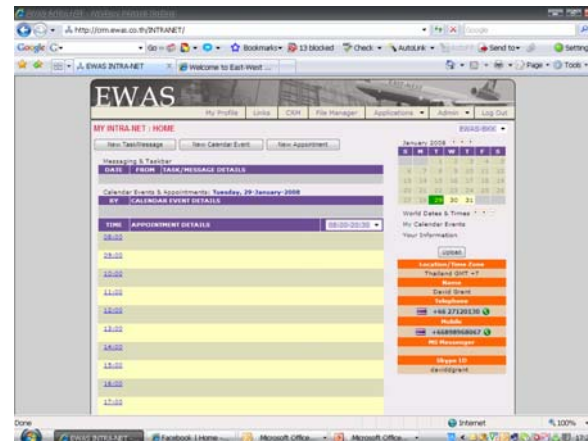 http://crm.ewas.co.th/INTRANET/
Google
Go
Bookmarks
13 blocked
Check
AutoLink
Send to
Settings
EWAS INTRA-NET
Welcome to East-West ...
Page
Tools
EWAS
My Profile
Links
CRM
File Manager
Applications
Admin
Log Out
MY INTRA.NET : HOME
EWAS-BKK
New Task/Message
New Calendar Event
New Appointment
January 2008
S M T W T F S
Messaging & Taskbar
DATE FROM TASK/MESSAGE DETAILS
Calendar Events & Appointments: Tuesday, 29-January-2008
BY CALENDAR EVENT DETAILS
29 30 31
World Dates & Times
My Calendar Events
Your Information
TIME APPOINTMENT DETAILS
08:00-20:30
Upload
08:00
09:00
10:00
11:00
12:00
13:00
14:00
15:00
16:00
17:00
Location/Time Zone
Thailand GMT +7
Name
David Grant
Telephone
+66 27120130
Mobile
+66898968067
MS Messenger
Skype ID
daviddgrant
Done
Internet
100%
EWAS INTRA-NET
Facebook | Home
Microsoft Office...
Microsoft Office...